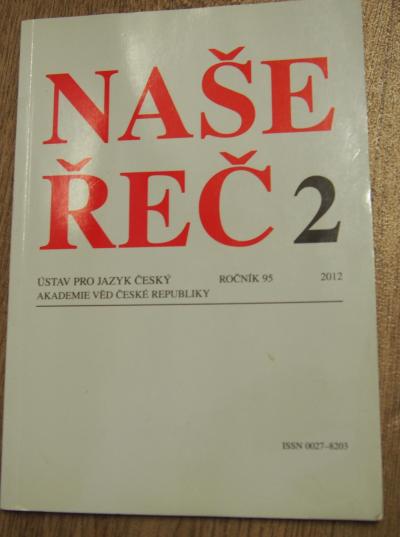 NAŠE
ŘEČ 2
ÚSTAV PRO JAZYK ČESKÝ ROČNÍK 95 2012
AKADEMIE VĚD ČESKÉ REPUBLIKY
ISSN 0027–8203